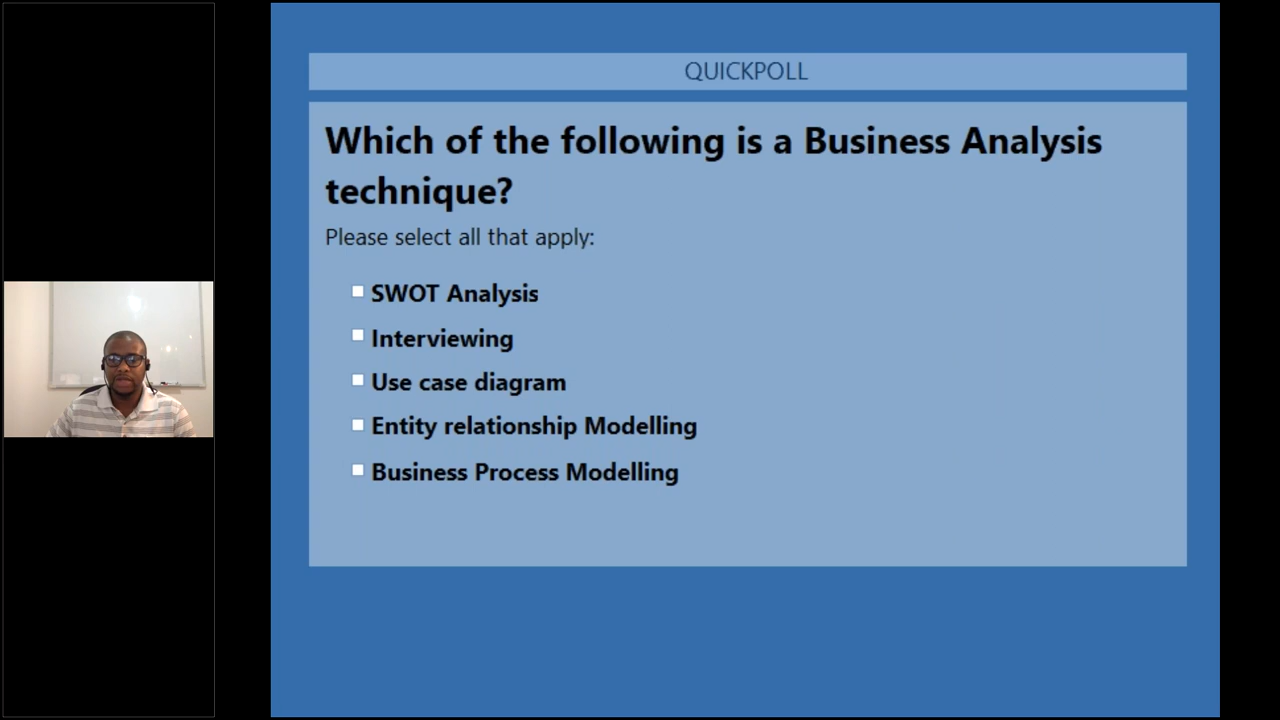 QUICKPOLL
Which of the following is a Business Analysis
technique?
Please select all that apply:
SWOT Analysis
Interviewing
Use case diagram
Entity relationship Modelling
Business Process Modelling